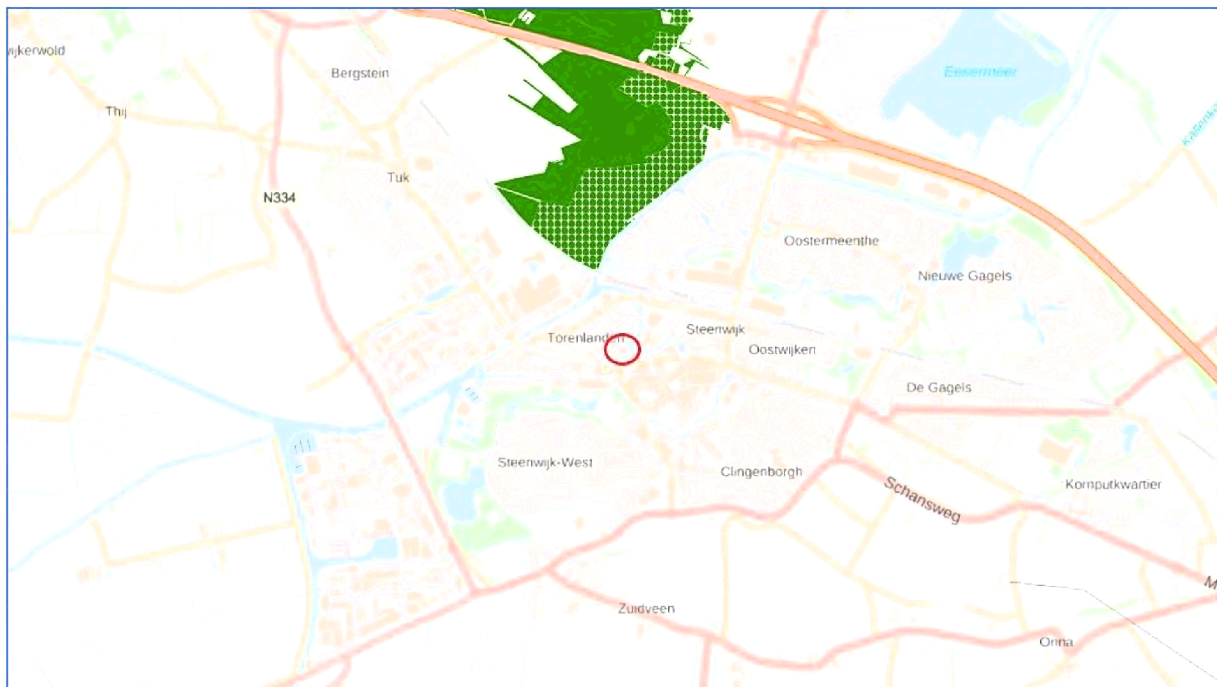 Eesermeer
ijkerwold
Bergstein
Thij
Tuk
N334
Oostermeenthe
Nieuwe Gagels
Steenwijk
Torenlanden
Oostwijken
De Gagels
Steenwijk-West
Clingenborgh
Kornputkwartier
Schansweg
Zuidveen
Onna